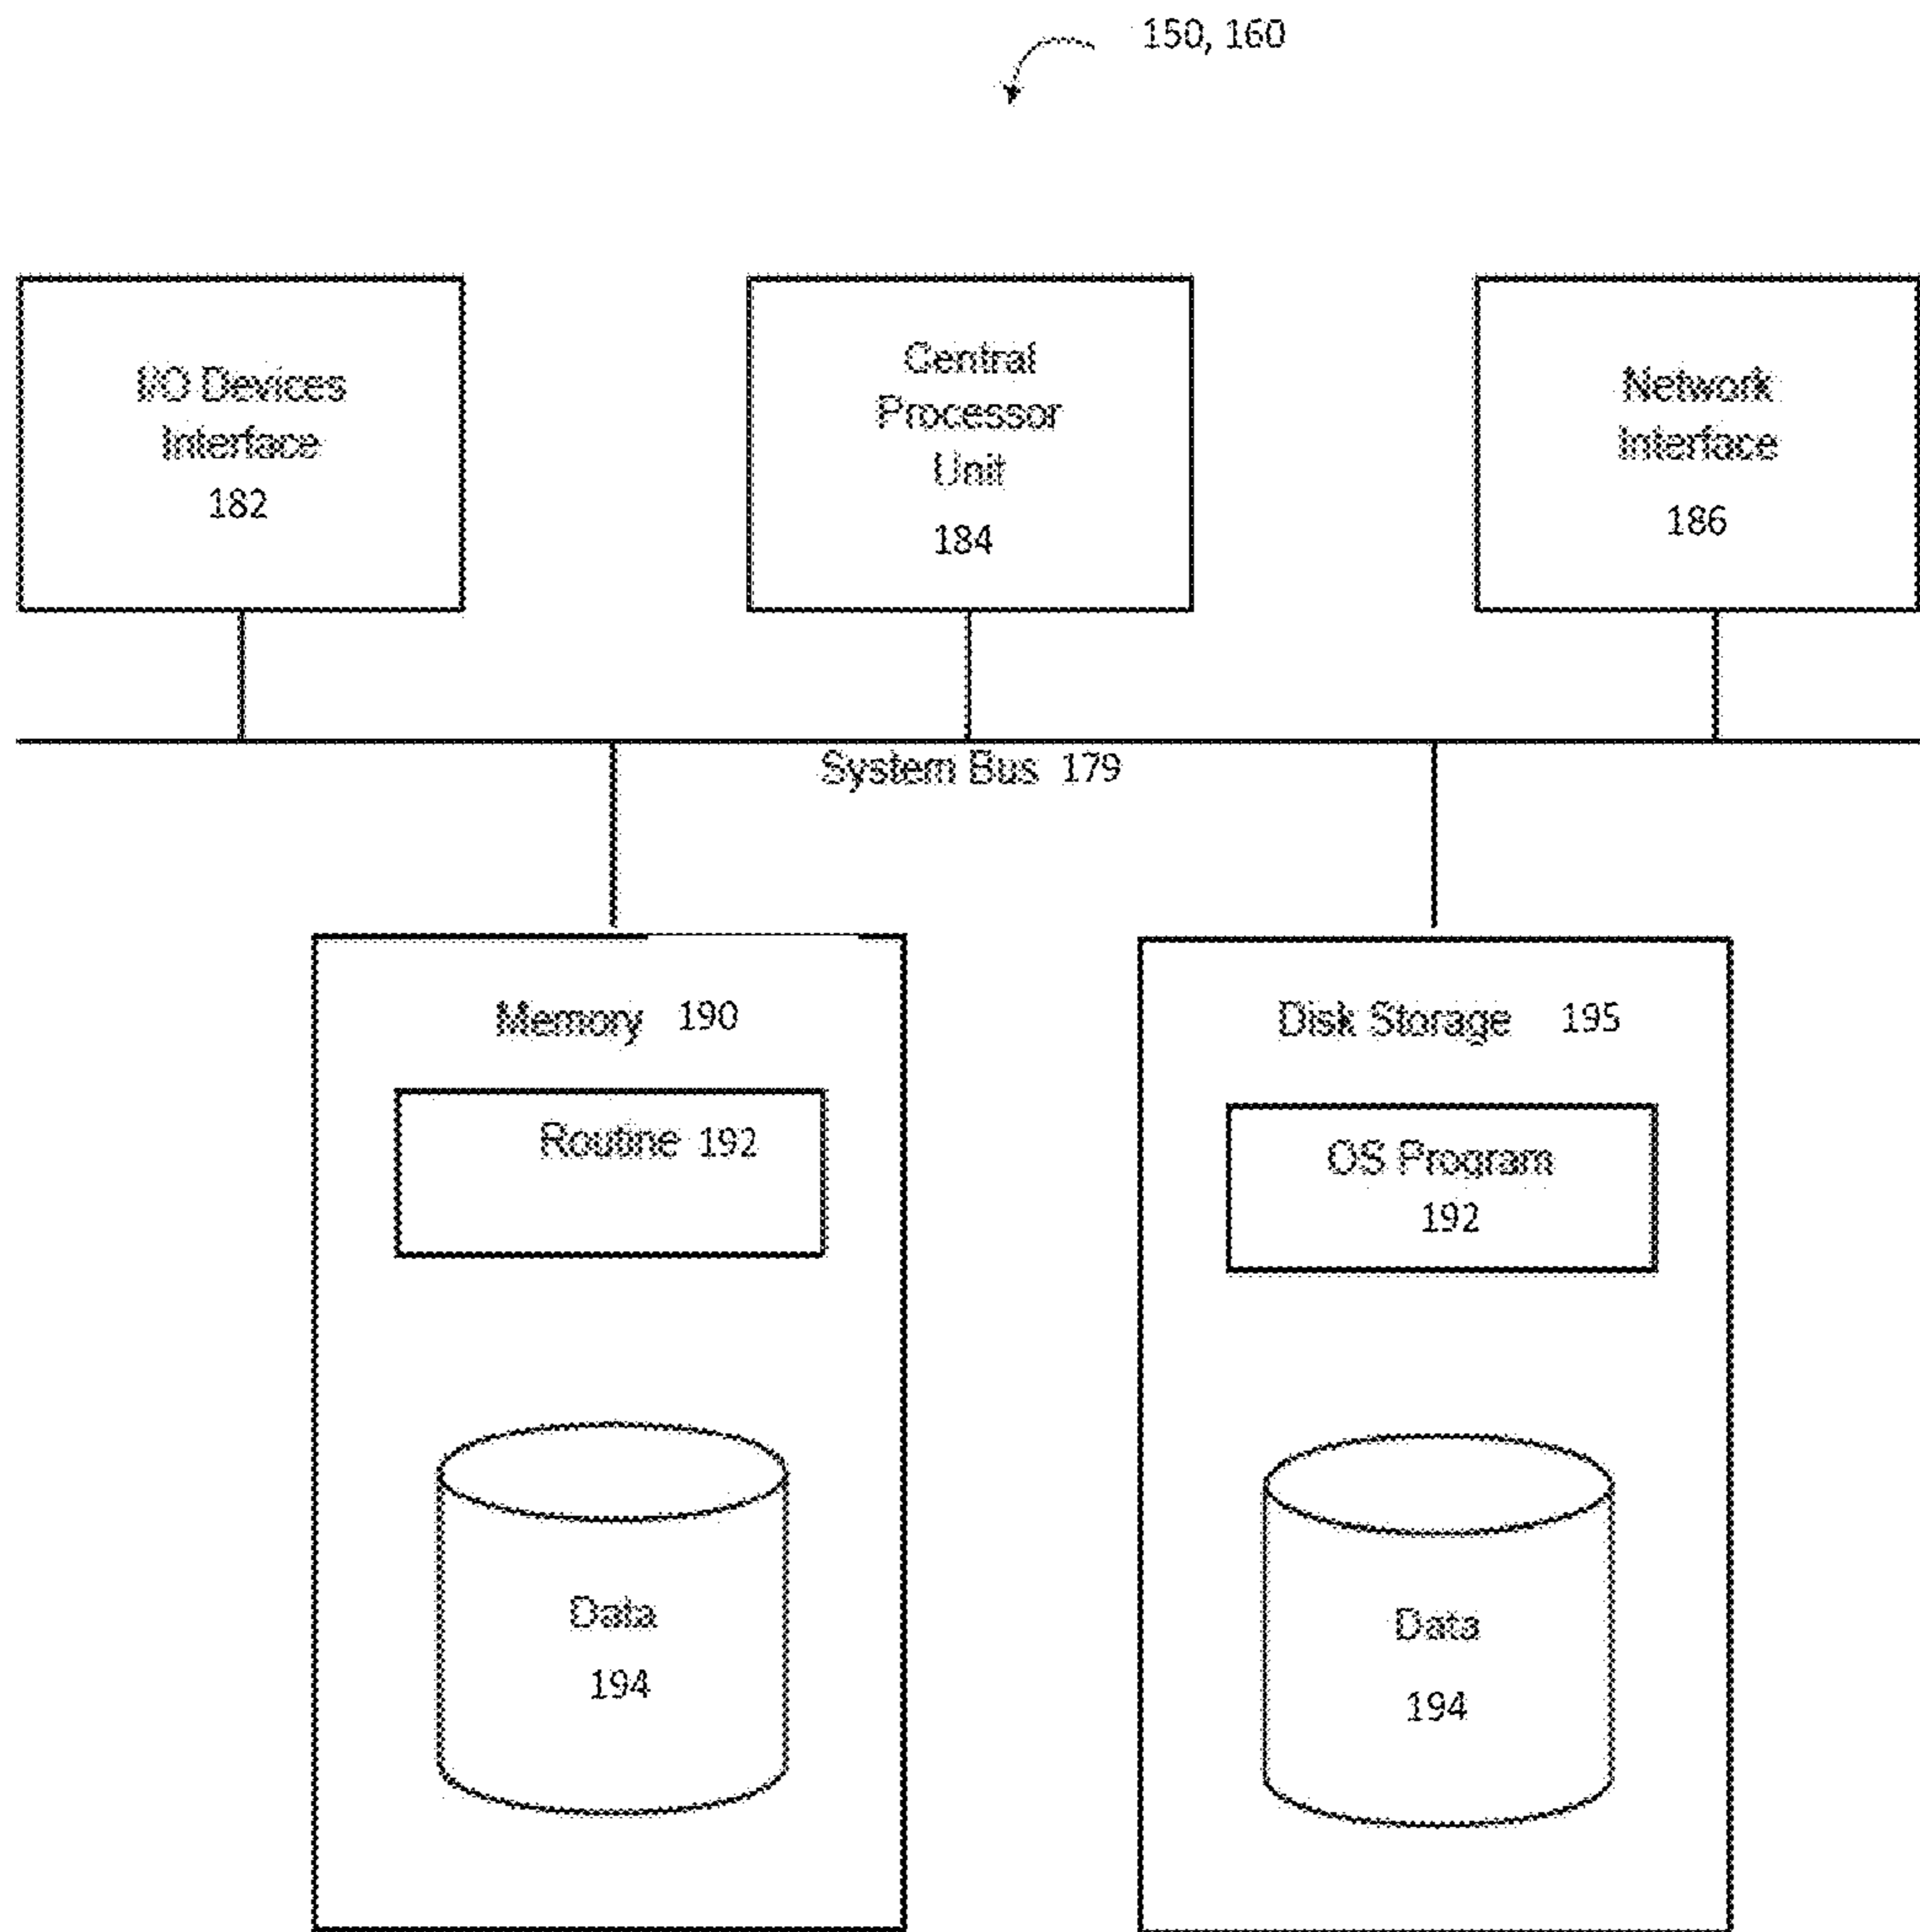 150, 160
I/O Devices
Interface
182
Central
Processor
Unit
184
Network
Interface
186
System Bus 179
Memory 190
Routine 192
Data
194
Disk Storage 195
OS Program
192
Data
194